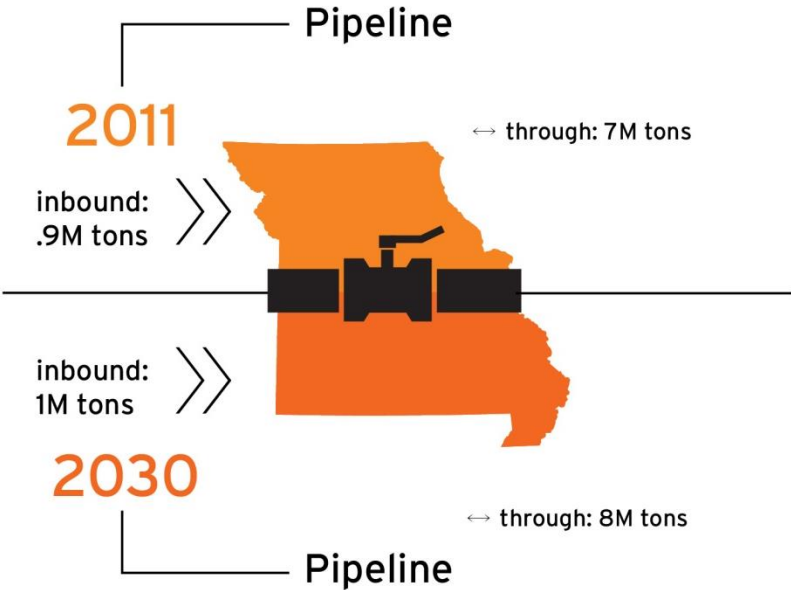 Pipeline
2011
↔ through: 7M tons
inbound:
.9M tons
inbound:
1M tons
2030
↔ through: 8M tons
Pipeline